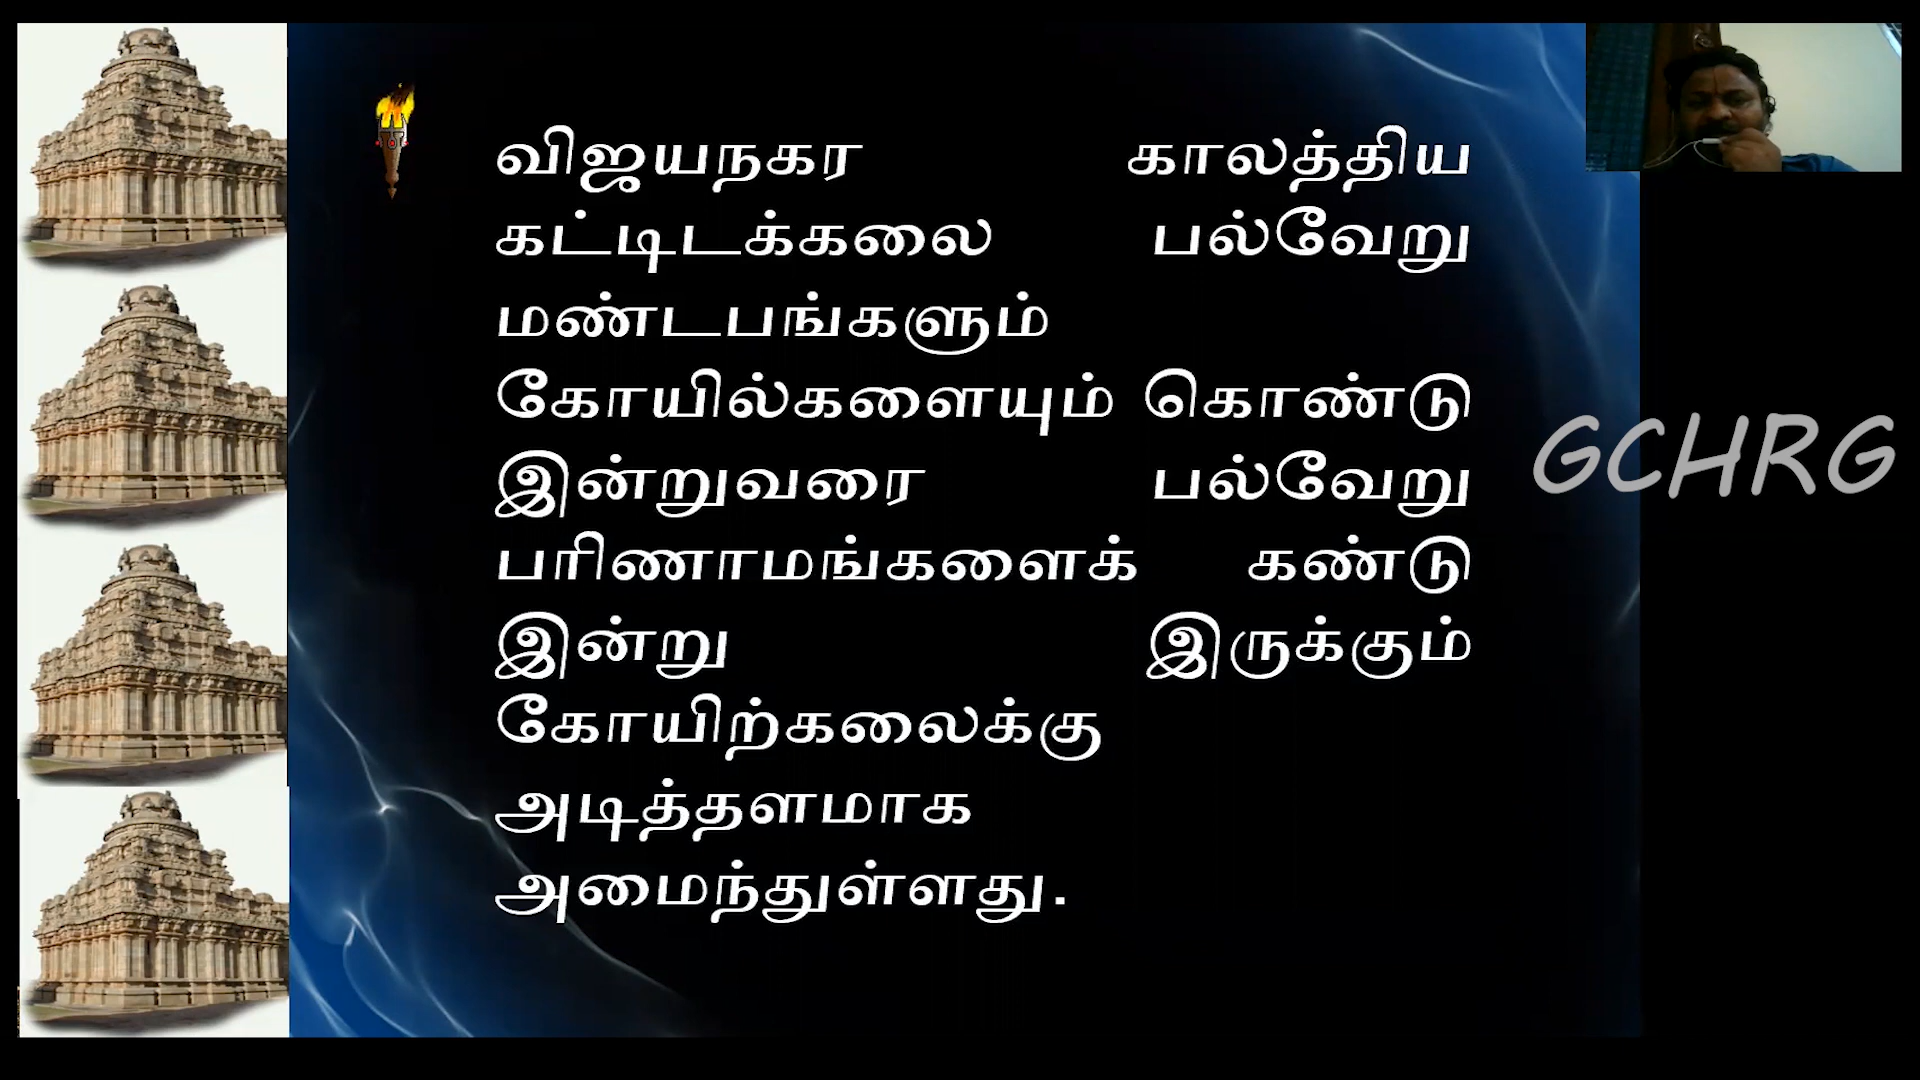 விஜயநகர காலத்திய
கட்டிடக்கலை பல்வேறு
மண்டபங்களும்
கோயில்களையும் கொண்டு
இன்றுவரை பல்வேறு
பரிணாமங்களைக் கண்டு
இன்று இருக்கும்
கோயிற்கலைக்கு
அடித்தளமாக
அமைந்துள்ளது.
GCHRG